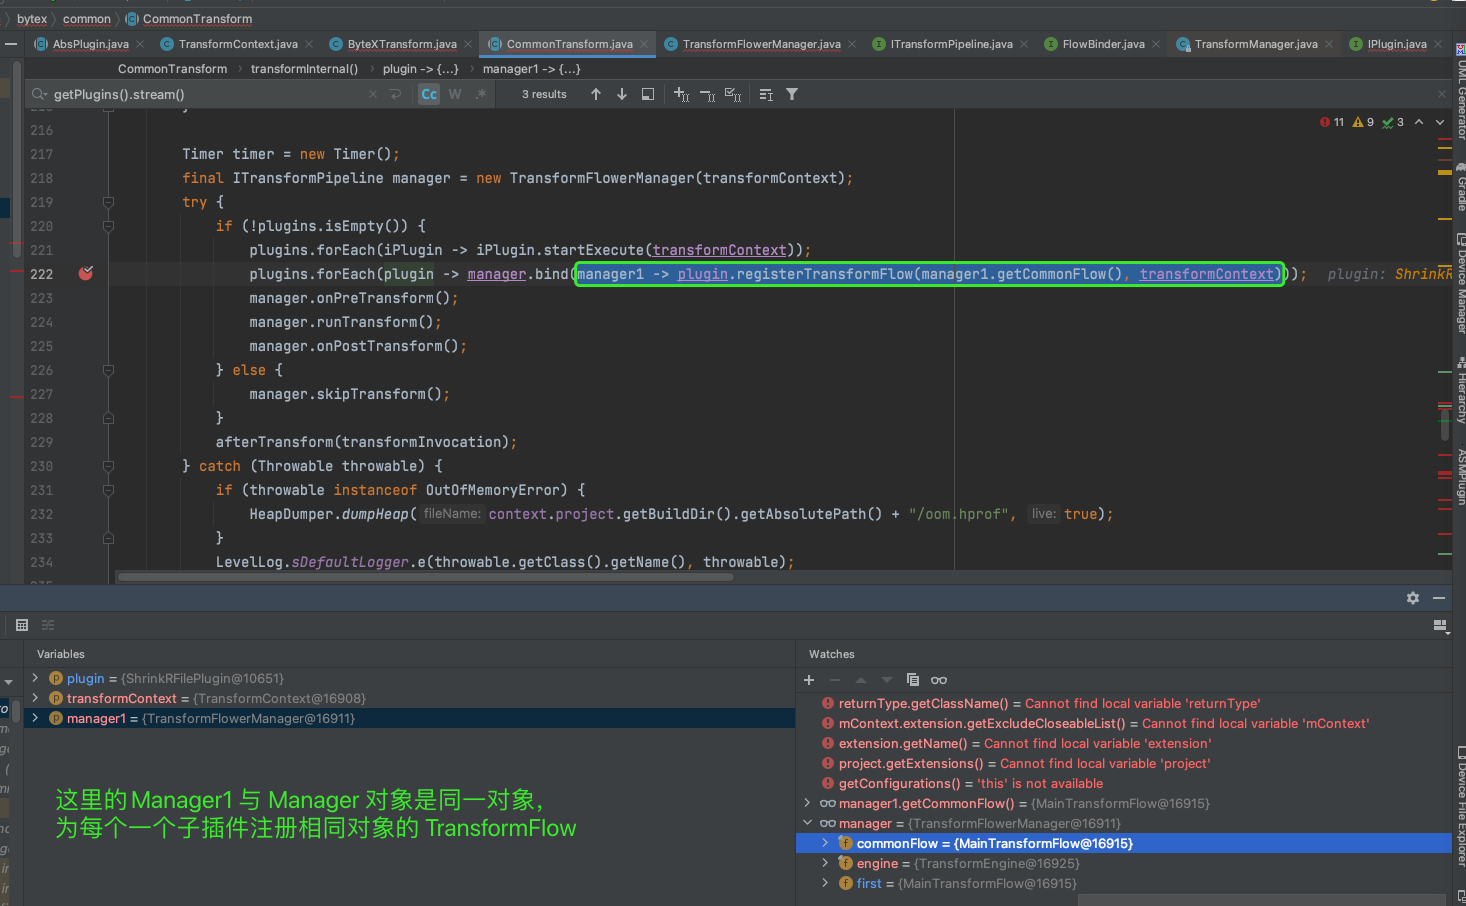 bytex common CommonTransform
AbsPlugin.java TransformContext.java ByteXTransform.java CommonTransform.java TransformFlowerManager.java ITransformPipeline.java FlowBinder.java TransformManager.java IPlugin.java
CommonTransform transformInternal() plugin -> {...} manager1 -> {...}
getPlugins().stream() Cc W .* 3 results
11 9 3
216
217 Timer timer = new Timer();
218 final ITransformPipeline manager = new TransformFlowerManager(transformContext);
219 try {
220 if (!plugins.isEmpty()) {
221 plugins.forEach(iPlugin -> iPlugin.startExecute(transformContext));
222 plugins.forEach(plugin -> manager.bind(manager1 -> plugin.registerTransformFlow(manager1.getCommonFlow(), transformContext))); plugin: ShrinkR
223 manager.onPreTransform();
224 manager.runTransform();
225 manager.onPostTransform();
226 } else {
227 manager.skipTransform();
228 }
229 afterTransform(transformInvocation);
230 } catch (Throwable throwable) {
231 if (throwable instanceof OutOfMemoryError) {
232 HeapDumper.dumpHeap( fileName: context.project.getBuildDir().getAbsolutePath() + "/oom.hprof", live: true);
233 }
234 LevelLog.sDefaultLogger.e(throwable.getClass().getName(), throwable);
UML Generator
Gradle
Device Manager
Hierarchy
ASMPlugin
Device File Explorer
Variables
plugin = {ShrinkRFilePlugin@10651}
transformContext = {TransformContext@16908}
manager1 = {TransformFlowerManager@16911}
这里的Manager1 与 Manager 对象是同一对象，
为每个一个子插件注册相同对象的 TransformFlow
Watches
returnType.getClassName() = Cannot find local variable 'returnType'
mContext.extension.getExcludeCloseableList() = Cannot find local variable 'mContext'
extension.getName() = Cannot find local variable 'extension'
project.getExtensions() = Cannot find local variable 'project'
getConfigurations() = 'this' is not available
manager1.getCommonFlow() = {MainTransformFlow@16915}
manager = {TransformFlowerManager@16911}
commonFlow = {MainTransformFlow@16915}
engine = {TransformEngine@16925}
first = {MainTransformFlow@16915}